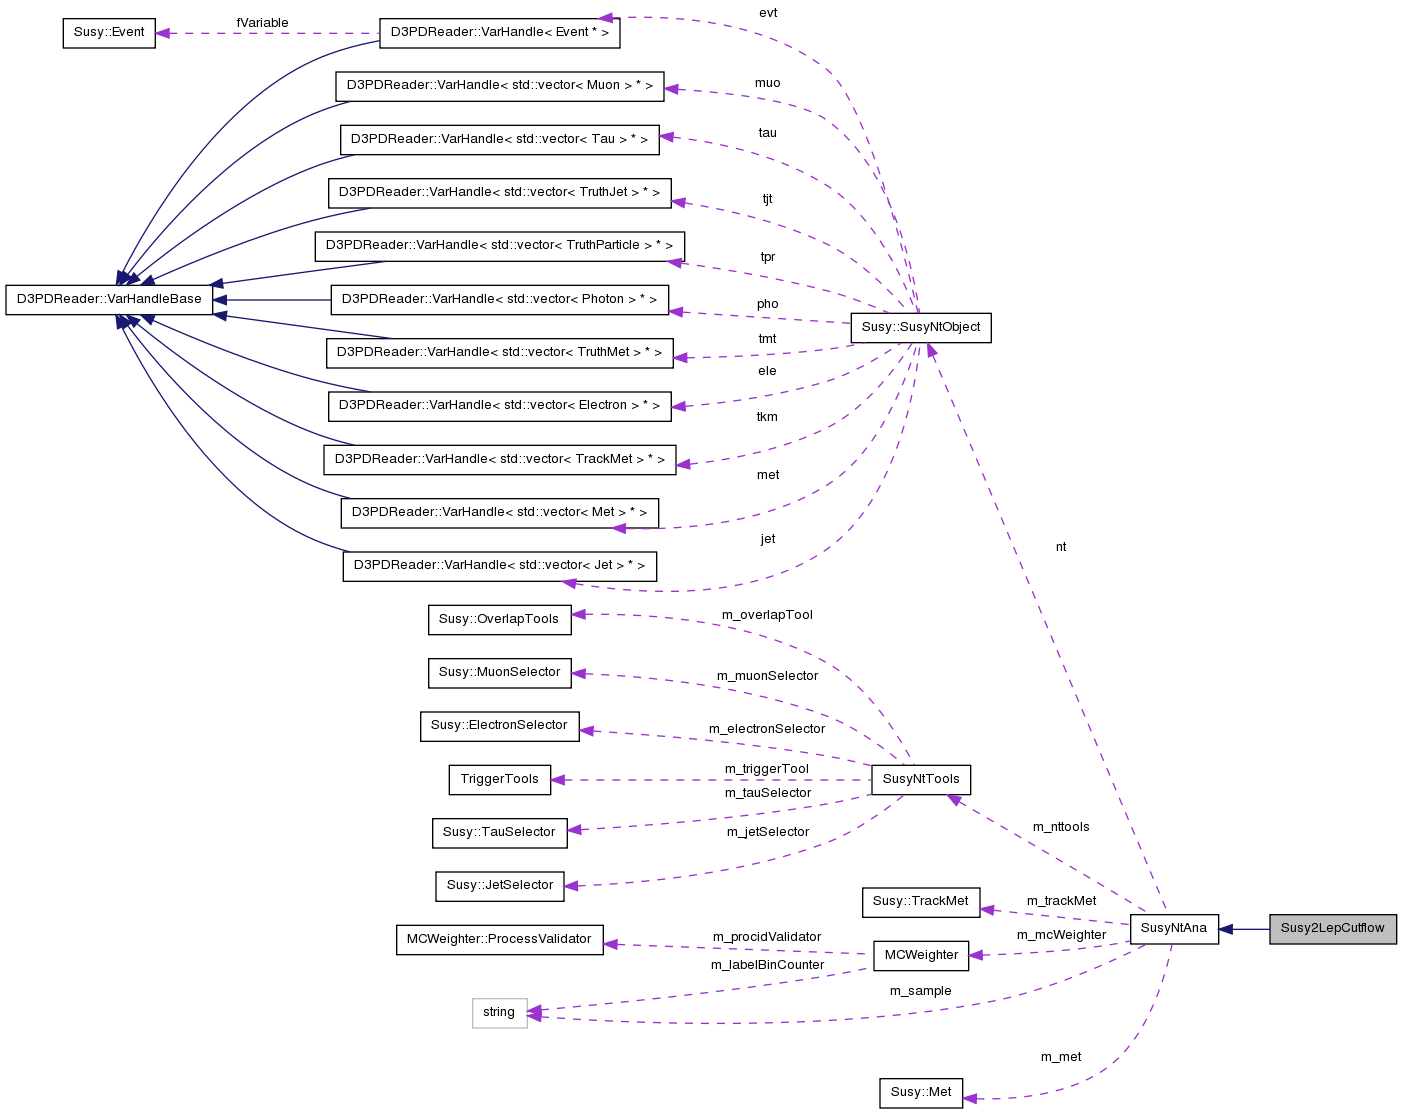 evt
fVariable
Susy::Event
D3PDReader::VarHandle< Event * >
muo
D3PDReader::VarHandle< std::vector< Muon > * >
tau
D3PDReader::VarHandle< std::vector< Tau > * >
tjt
D3PDReader::VarHandle< std::vector< TruthJet > * >
tpr
D3PDReader::VarHandle< std::vector< TruthParticle > * >
D3PDReader::VarHandleBase
D3PDReader::VarHandle< std::vector< Photon > * >
pho
Susy::SusyNtObject
tmt
D3PDReader::VarHandle< std::vector< TruthMet > * >
ele
D3PDReader::VarHandle< std::vector< Electron > * >
tkm
D3PDReader::VarHandle< std::vector< TrackMet > * >
met
D3PDReader::VarHandle< std::vector< Met > * >
jet
nt
D3PDReader::VarHandle< std::vector< Jet > * >
m_overlapTool
Susy::OverlapTools
m_muonSelector
Susy::MuonSelector
m_electronSelector
Susy::ElectronSelector
m_triggerTool
TriggerTools
SusyNtTools
m_tauSelector
Susy::TauSelector
m_jetSelector
m_nttools
Susy::JetSelector
Susy::TrackMet
m_trackMet
SusyNtAna
Susy2LepCutflow
MCWeighter::ProcessValidator
m_procidValidator
m_mcWeighter
MCWeighter
m_labelBinCounter
m_sample
string
m_met
Susy::Met